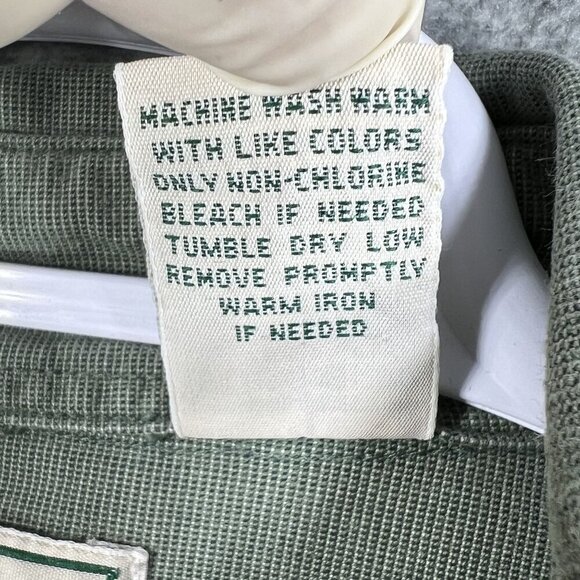 MACHINE WASH WARM
WITH LIKE COLORS
ONLY NON-CHLORINE
BLEACH IF NEEDED
TUMBLE DRY LOW
REMOVE PROMPTLY
WARM IRON
IF NEEDED